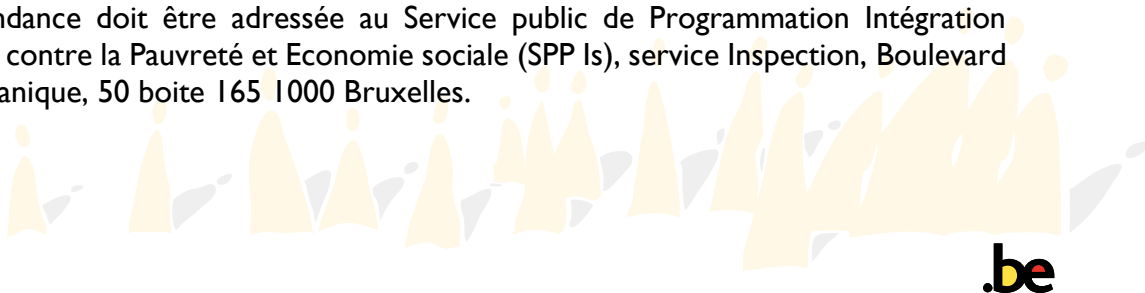 ndance doit être adressée au Service public de Programmation Intégration
contre la Pauvreté et Economie sociale (SPP Is), service Inspection, Boulevard
anique, 50 boite 165 1000 Bruxelles.
.be